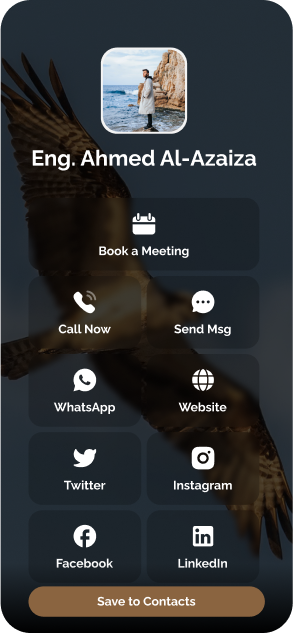 Eng. Ahmed Al-Azaiza
Book a Meeting
Call Now
Send Msg
WhatsApp
Website
Twitter
Instagram
Facebook
LinkedIn
Save to Contacts